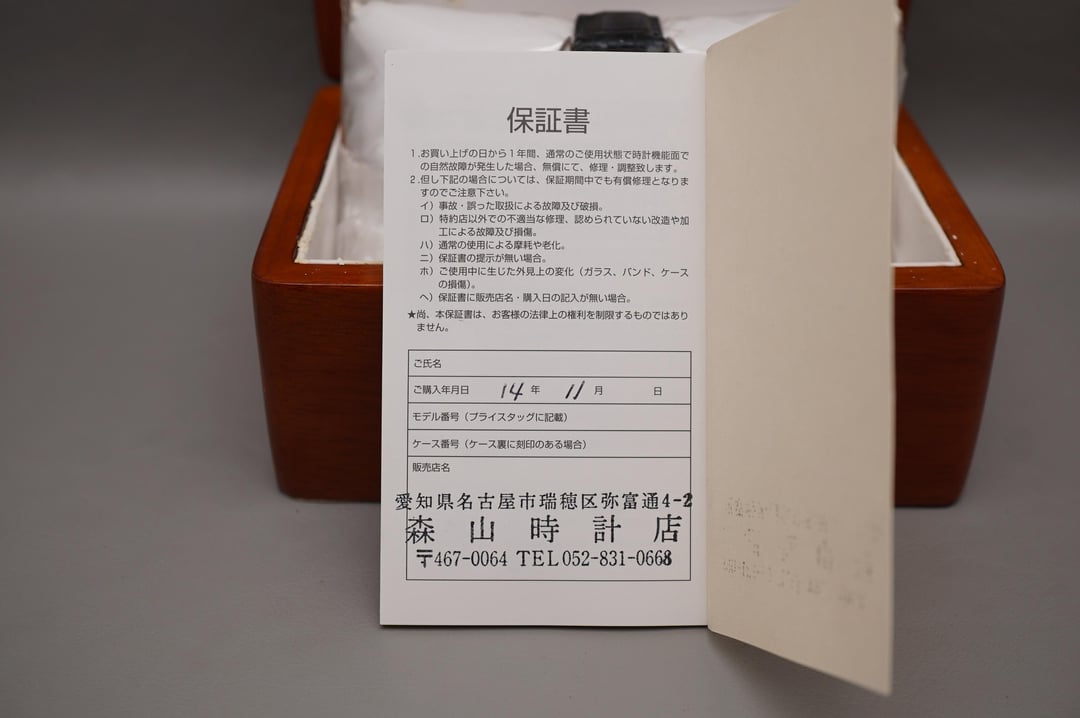 保証書
1.お買い上げの日から1年間、通常のご使用状態で時計機能面で
の自然故障が発生した場合、無償にて、修理・調整致します。
2.但し下記の場合については、保証期間中でも有償修理となりま
すのでご注意下さい。
イ）事故・誤った取扱による故障及び破損。
ロ）特約店以外での不適当な修理、認められていない改造や加
工による故障及び損傷。
ハ）通常の使用による摩耗や老化。
ニ）保証書の提示が無い場合。
ホ）ご使用中に生じた外見上の変化（ガラス、バンド、ケース
の損傷）。
ヘ）保証書に販売店名・購入日の記入が無い場合。
★尚、本保証書は、お客様の法律上の権利を制限するものではあり
ません。
ご氏名
ご購入年月日 14 年 11 月 日
モデル番号（プライスタッグに記載）
ケース番号（ケース裏に刻印のある場合）
販売店名
愛知県名古屋市瑞穂区弥富通4-2
森山時計店
〒467-0064 TEL052-831-0668